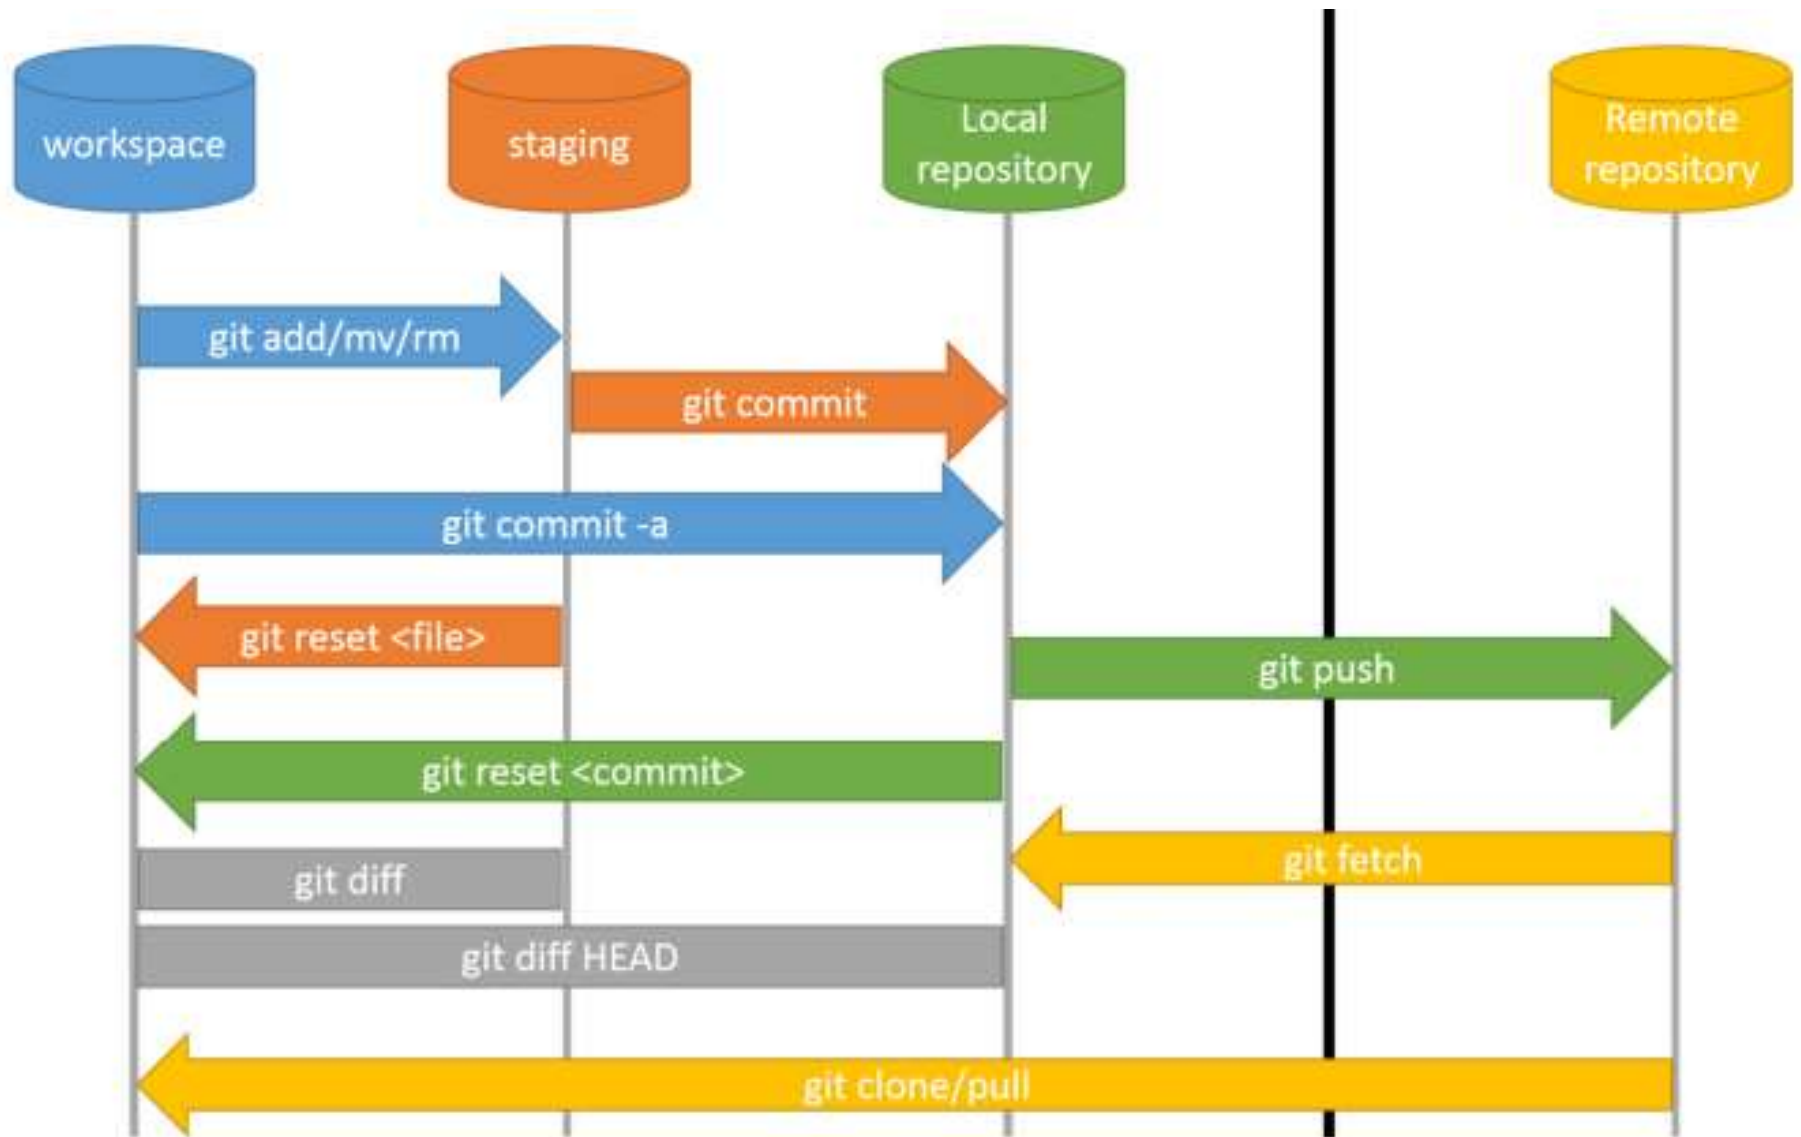 workspace
staging
Local
repository
Remote
repository
git add/mv/rm
git commit
git commit -a
git reset <file>
git push
git reset <commit>
git fetch
git diff
git diff HEAD
git clone/pull